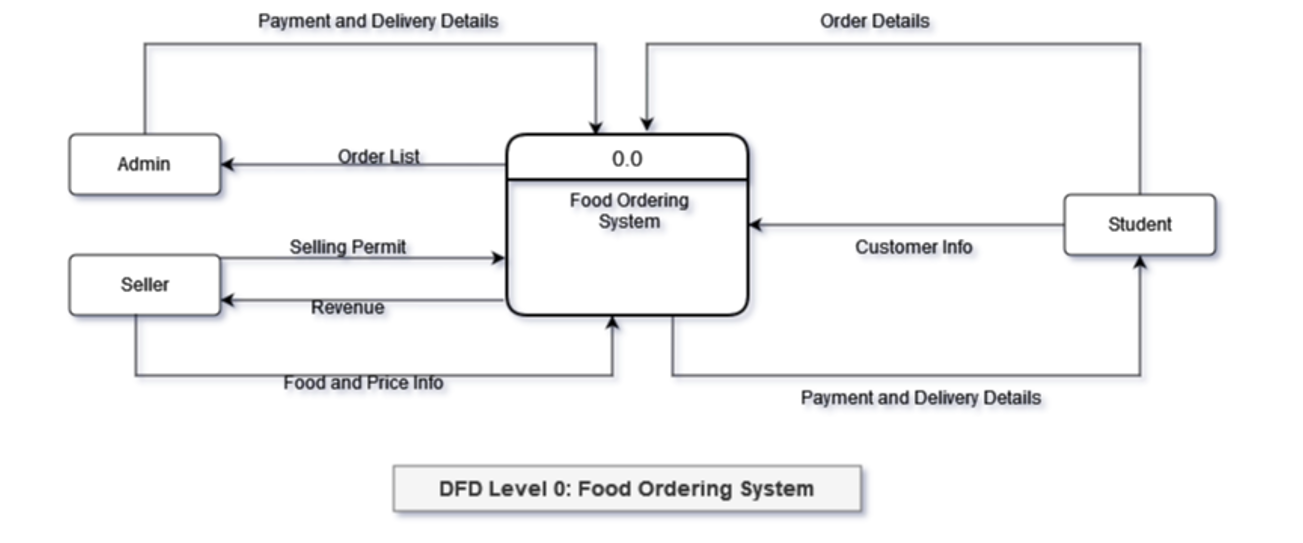 Payment and Delivery Details
Order Details
Admin
Order List
0.0
Food Ordering
System
Student
Customer Info
Selling Permit
Seller
Revenue
Food and Price Info
Payment and Delivery Details
DFD Level 0: Food Ordering System